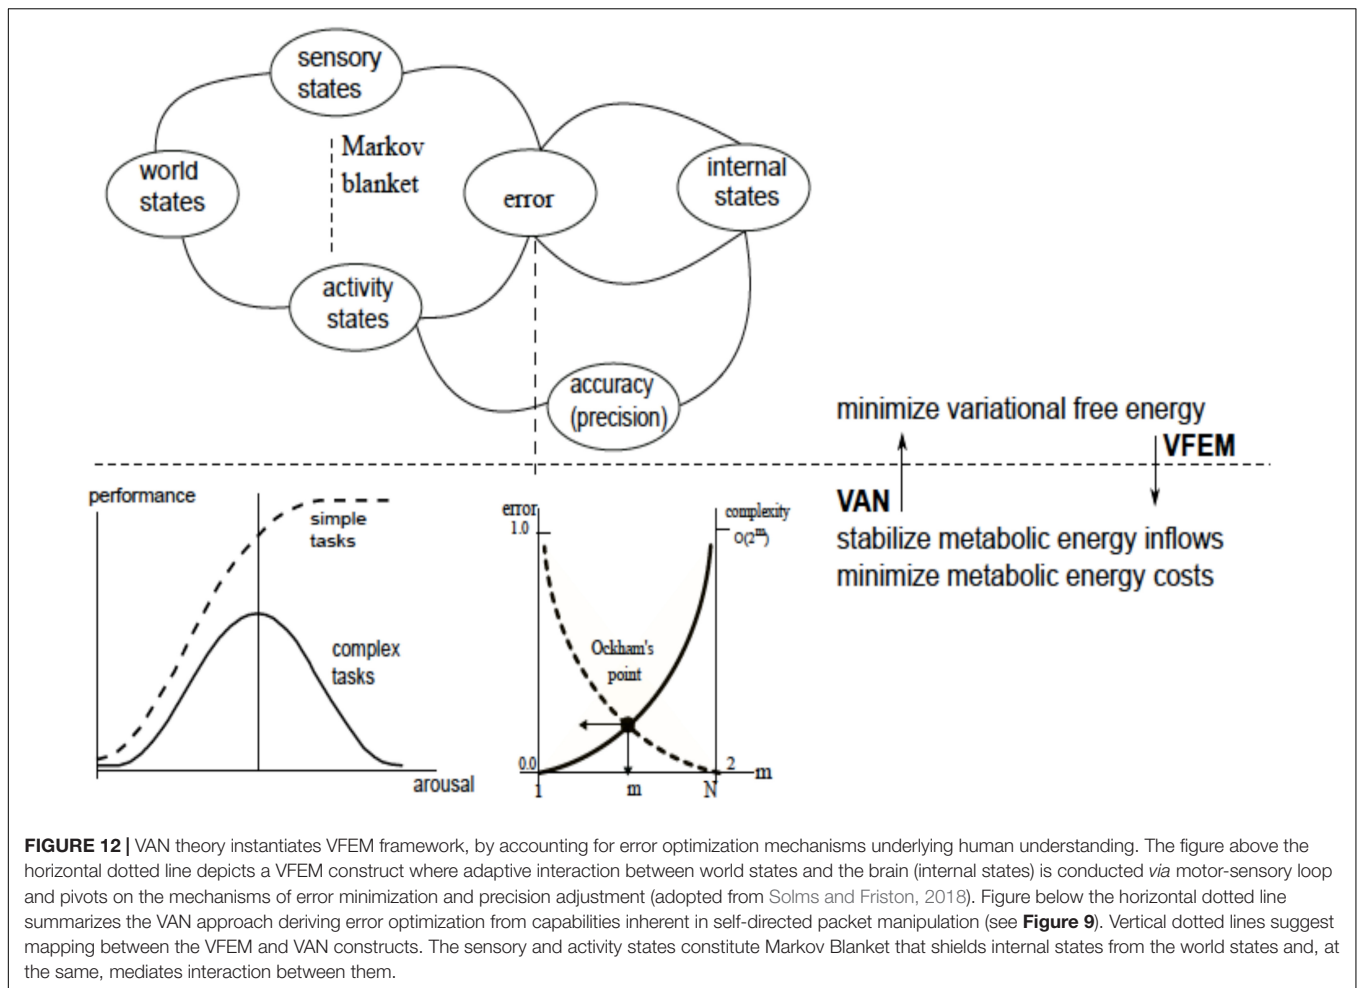 sensory
states
Markov
blanket
world
states
error
internal
states
activity
states
accuracy
(precision)
minimize variational free energy
VFEM
VAN
stabilize metabolic energy inflows
minimize metabolic energy costs
performance
simple
tasks
complex
tasks
arousal
error
1.0
complexity
O(2^m)
Ockham's
point
0.0
2
m
1
m
N
FIGURE 12 | VAN theory instantiates VFEM framework, by accounting for error optimization mechanisms underlying human understanding. The figure above the
horizontal dotted line depicts a VFEM construct where adaptive interaction between world states and the brain (internal states) is conducted via motor-sensory loop
and pivots on the mechanisms of error minimization and precision adjustment (adopted from Solms and Friston, 2018). Figure below the horizontal dotted line
summarizes the VAN approach deriving error optimization from capabilities inherent in self-directed packet manipulation (see Figure 9). Vertical dotted lines suggest
mapping between the VFEM and VAN constructs. The sensory and activity states constitute Markov Blanket that shields internal states from the world states and, at
the same, mediates interaction between them.